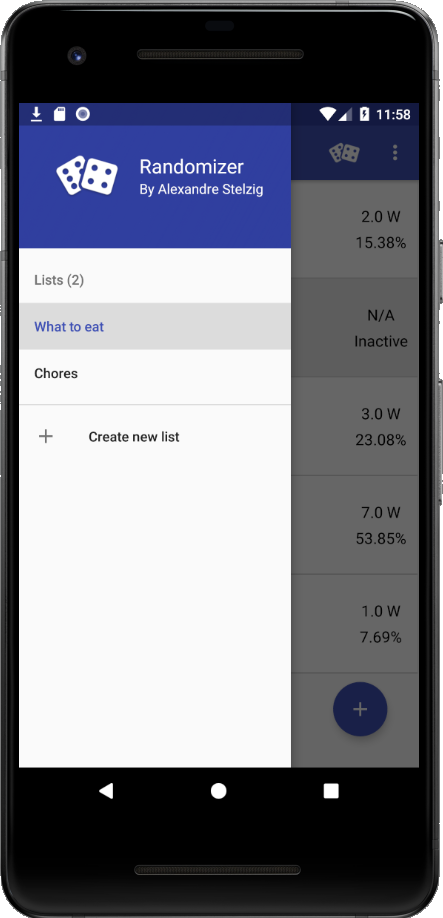 11:58
Randomizer
By Alexandre Stelzig
Lists (2)
What to eat
Chores
Create new list
2.0 W
15.38%
N/A
Inactive
3.0 W
23.08%
7.0 W
53.85%
1.0 W
7.69%